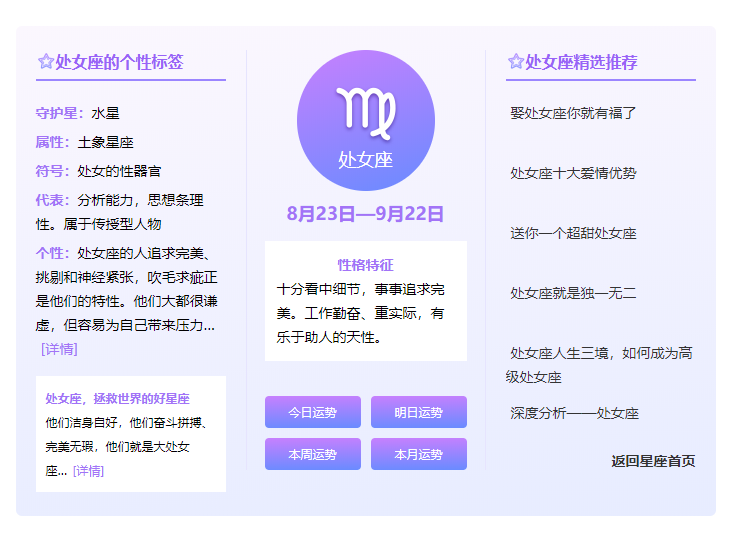 处女座的个性标签
守护星：水星
属性：土象星座
符号：处女的性器官
代表：分析能力，思想条理
性。属于传授型人物
个性：处女座的人追求完美、
挑剔和神经紧张，吹毛求疵正
是他们的特性。他们大都很谦
虚，但容易为自己带来压力...
[详情]
处女座，拯救世界的好星座
他们洁身自好，他们奋斗拼搏、
完美无瑕，他们就是大处女
座... [详情]
处女座
8月23日—9月22日
性格特征
十分看中细节，事事追求完
美。工作勤奋、重实际，有
乐于助人的天性。
今日运势
明日运势
本周运势
本月运势
处女座精选推荐
娶处女座你就有福了
处女座十大爱情优势
送你一个超甜处女座
处女座就是独一无二
处女座人生三境，如何成为高
级处女座
深度分析——处女座
返回星座首页